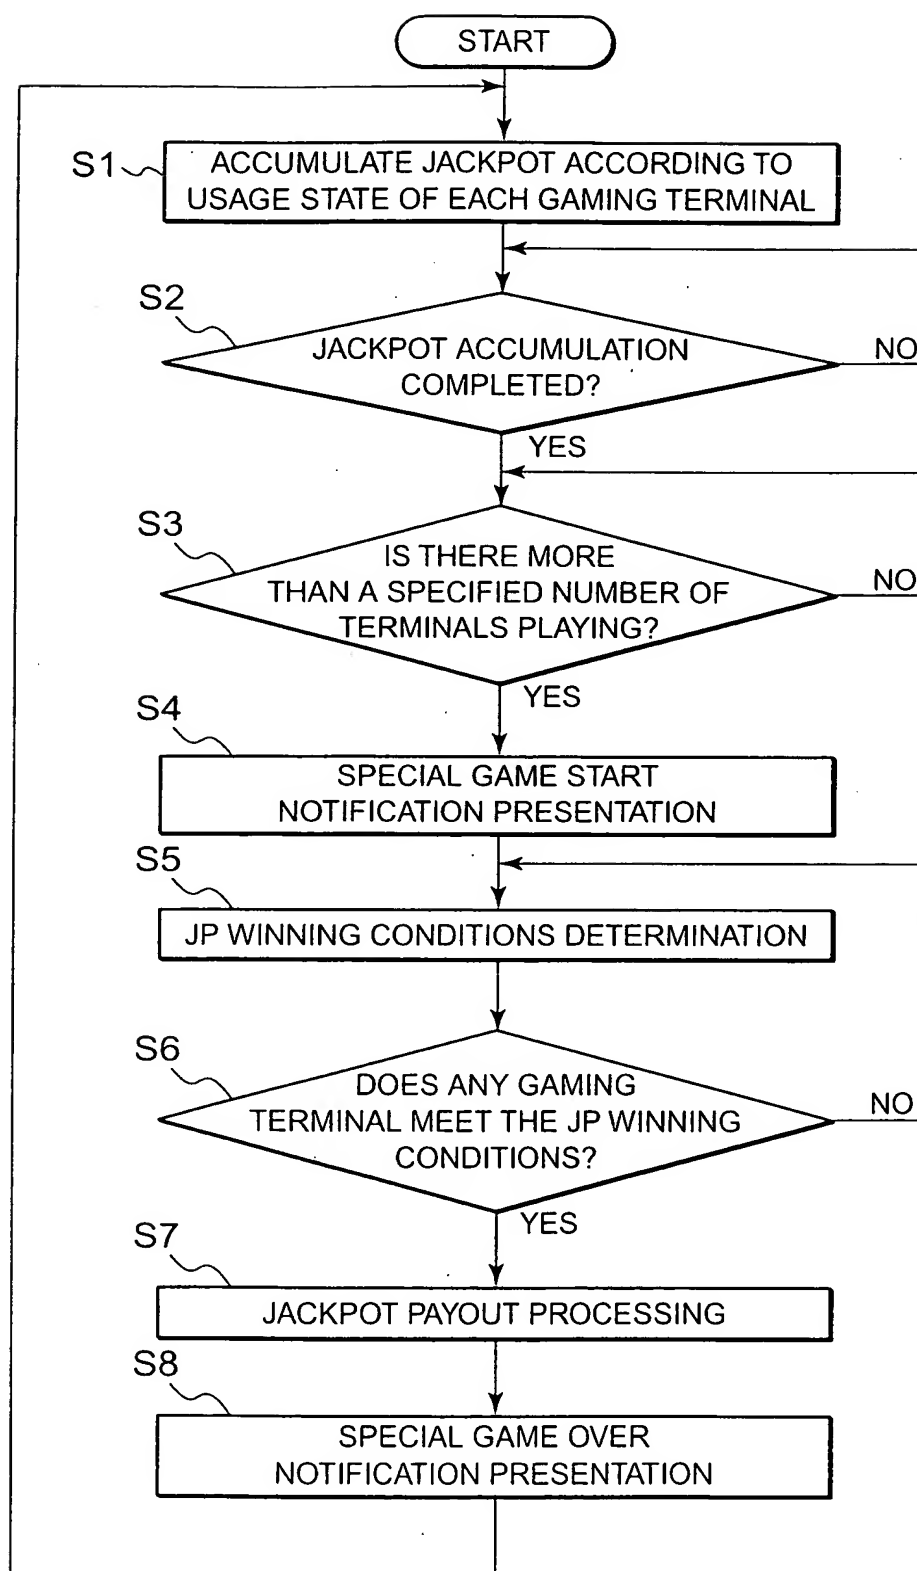 START
S1
ACCUMULATE JACKPOT ACCORDING TO
USAGE STATE OF EACH GAMING TERMINAL
S2
JACKPOT ACCUMULATION
COMPLETED?
NO
YES
S3
IS THERE MORE
THAN A SPECIFIED NUMBER OF
TERMINALS PLAYING?
NO
YES
S4
SPECIAL GAME START
NOTIFICATION PRESENTATION
S5
JP WINNING CONDITIONS DETERMINATION
S6
DOES ANY GAMING
TERMINAL MEET THE JP WINNING
CONDITIONS?
NO
YES
S7
JACKPOT PAYOUT PROCESSING
S8
SPECIAL GAME OVER
NOTIFICATION PRESENTATION